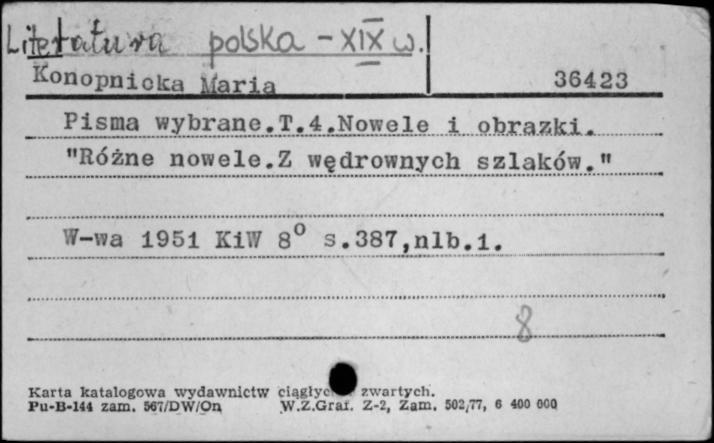 Literatura polska - XIX w.
Konopnicka Maria 36423
Pisma wybrane.T.4.Nowele i obrazki.
"Różne nowele.Z wędrownych szlaków."
W-wa 1951 KiW 8° s.387,nlb.1.
8
Karta katalogowa wydawnictw zwartych.
Pu-B-144 zam. 567/DW/On W.Z.Graf. Z-2, Zam. 502/77, 6 400 000